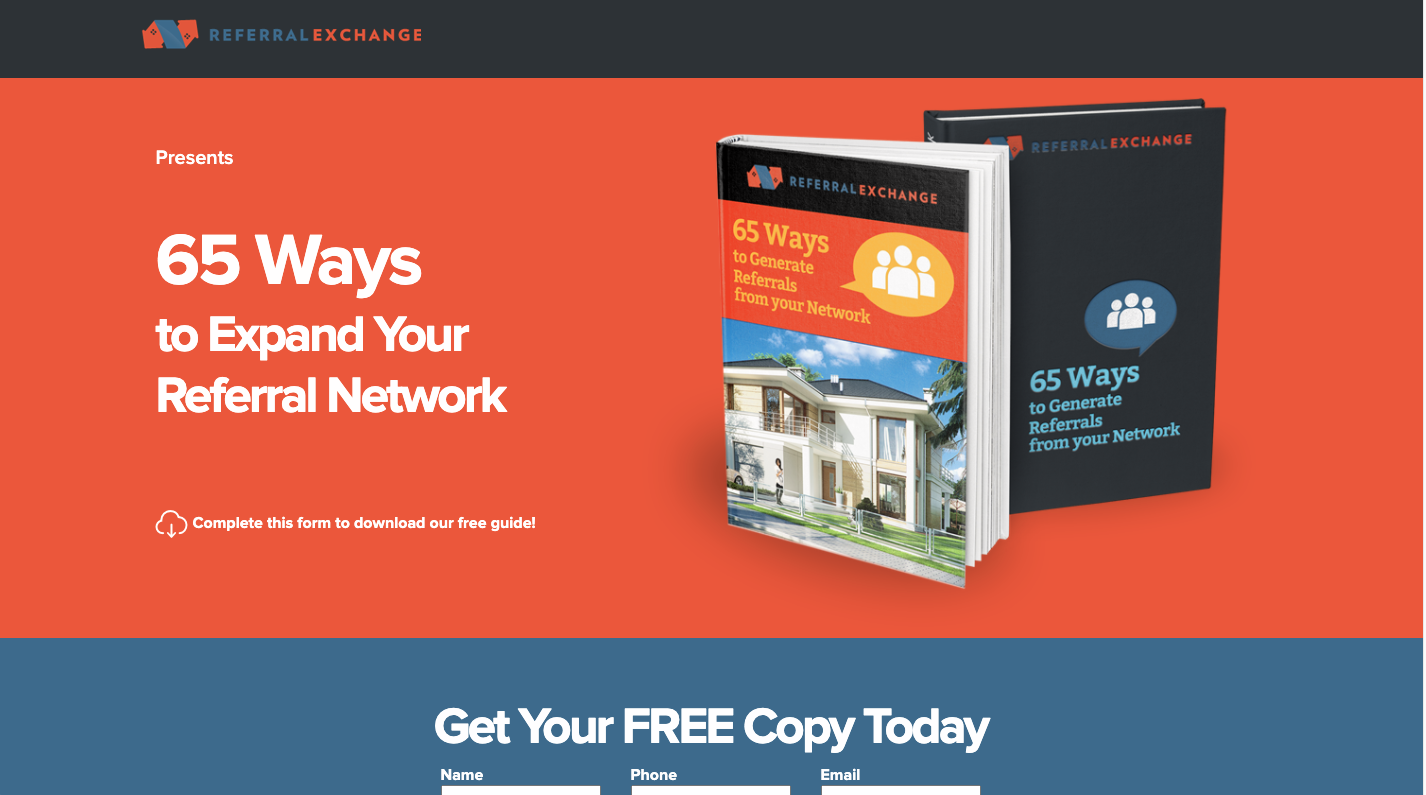 REFERRALEXCHANGE
Presents
65 Ways
to Expand Your
Referral Network
Complete this form to download our free guide!
REFERRALEXCHANGE
65 Ways
to Generate
Referrals
from your Network
REFERRALEXCHANGE
65 Ways
to Generate
Referrals
from your Network
Get Your FREE Copy Today
Name Phone Email